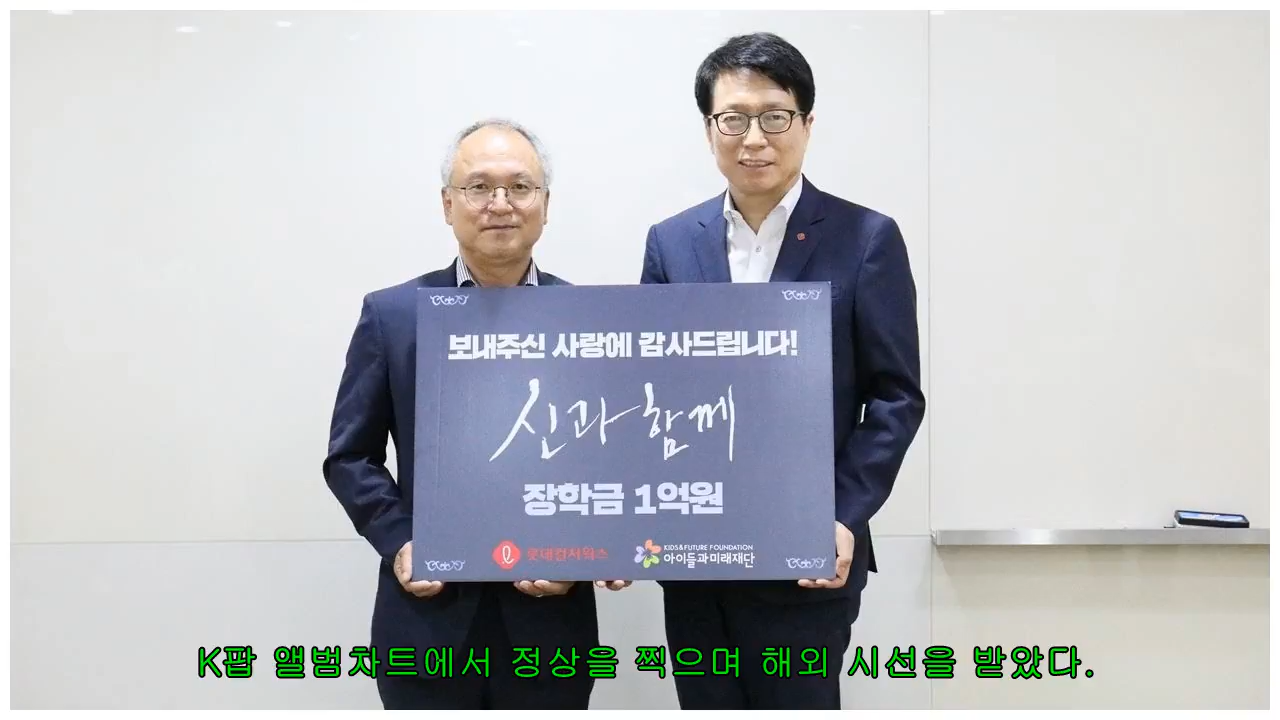 보내주신 사랑에 감사드립니다!
신과함께
장학금 1억원
롯데컬처웍스
KIDS & FUTURE FOUNDATION
아이들과미래재단
K팝 앨범차트에서 정상을 찍으며 해외 시선을 받았다.